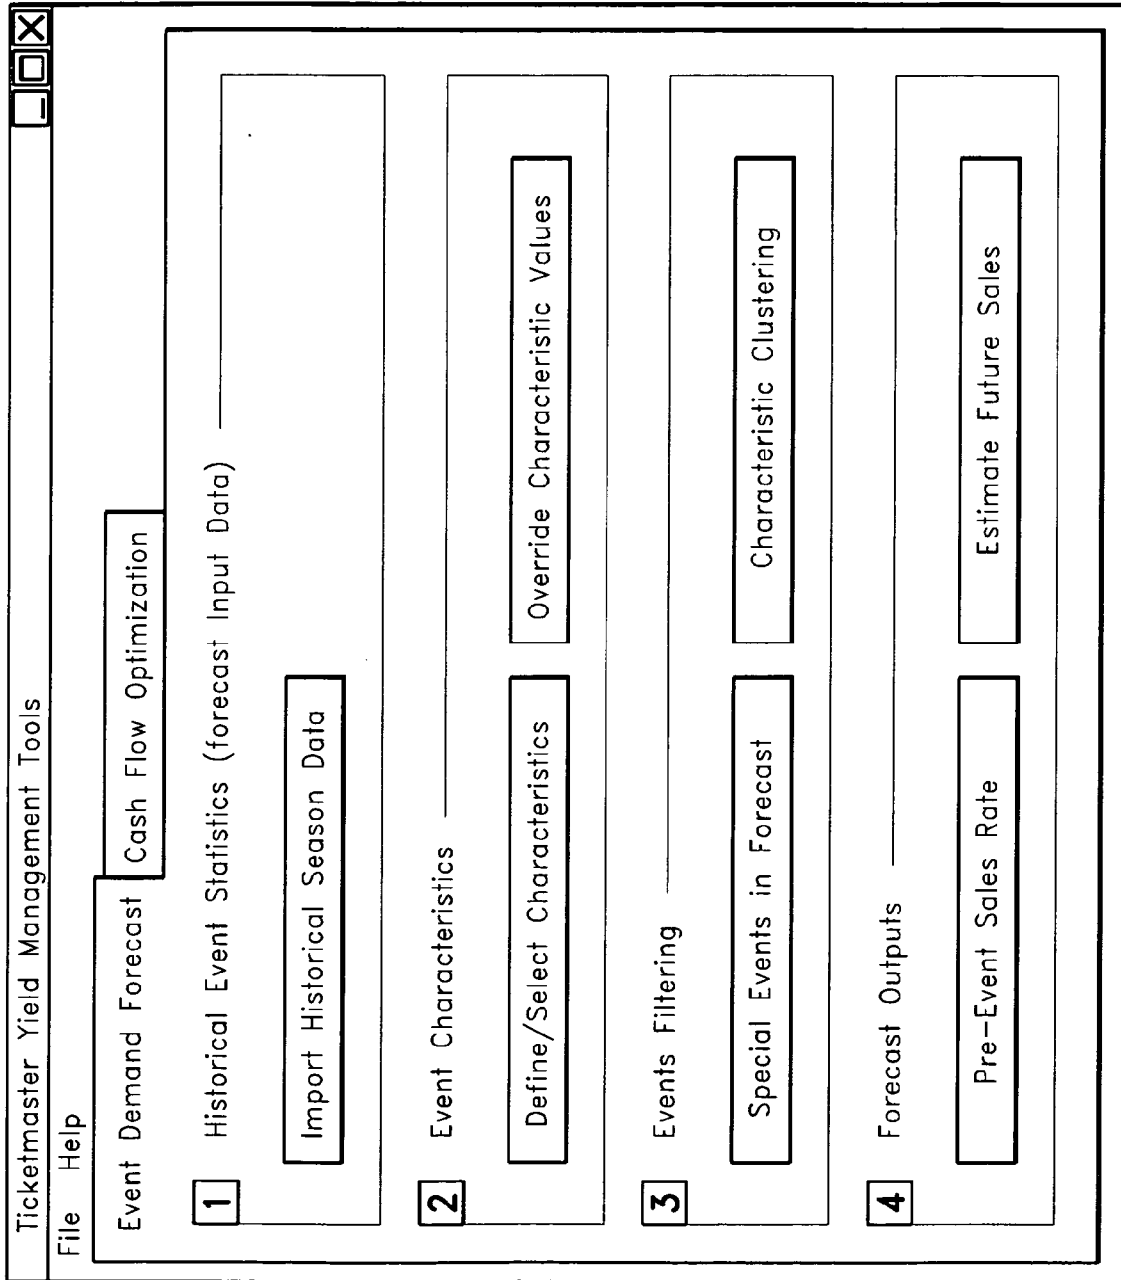 Ticketmaster Yield Management Tools
File Help
Event Demand Forecast Cash Flow Optimization
1 Historical Event Statistics (forecast Input Data)
Import Historical Season Data
2 Event Characteristics
Define/Select Characteristics Override Characteristic Values
3 Events Filtering
Special Events in Forecast Characteristic Clustering
4 Forecast Outputs
Pre-Event Sales Rate Estimate Future Sales